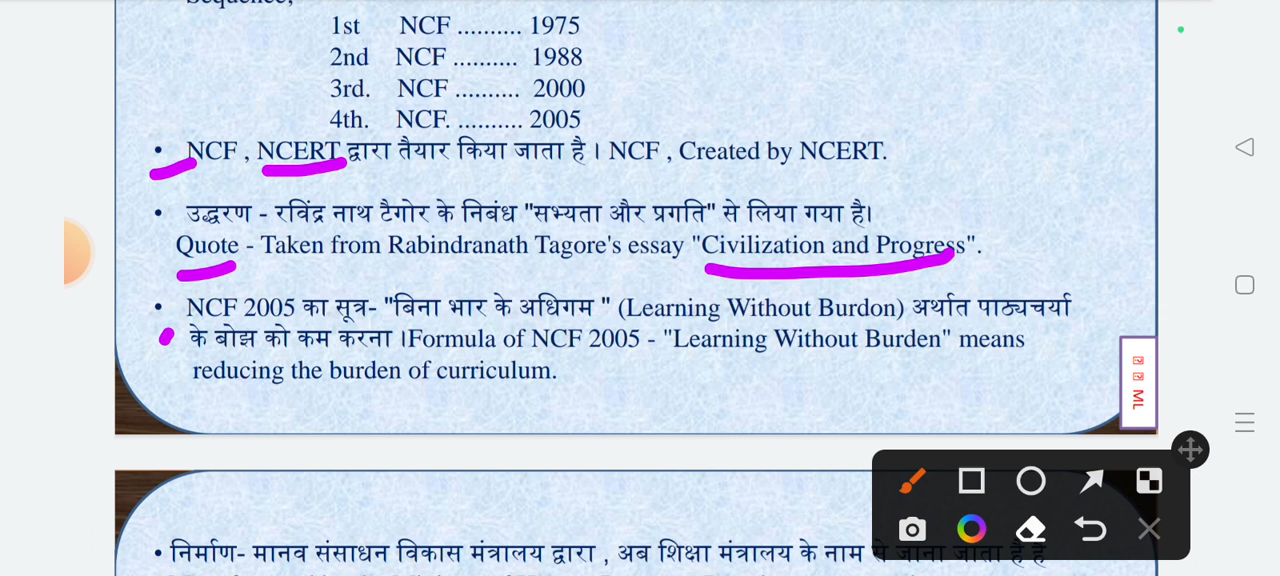 1st NCF .......... 1975
2nd NCF .......... 1988
3rd. NCF .......... 2000
4th. NCF. .......... 2005
• NCF , NCERT द्वारा तैयार किया जाता है । NCF , Created by NCERT.
• उद्धरण - रविंद्र नाथ टैगोर के निबंध "सभ्यता और प्रगति" से लिया गया है।
Quote - Taken from Rabindranath Tagore's essay "Civilization and Progress".
• NCF 2005 का सूत्र- "बिना भार के अधिगम " (Learning Without Burdon) अर्थात पाठ्यचर्या
के बोझ को कम करना ।Formula of NCF 2005 - "Learning Without Burden" means
reducing the burden of curriculum.
ML
• निर्माण- मानव संसाधन विकास मंत्रालय द्वारा , अब शिक्षा मंत्रालय के नाम से जाना जाता है है